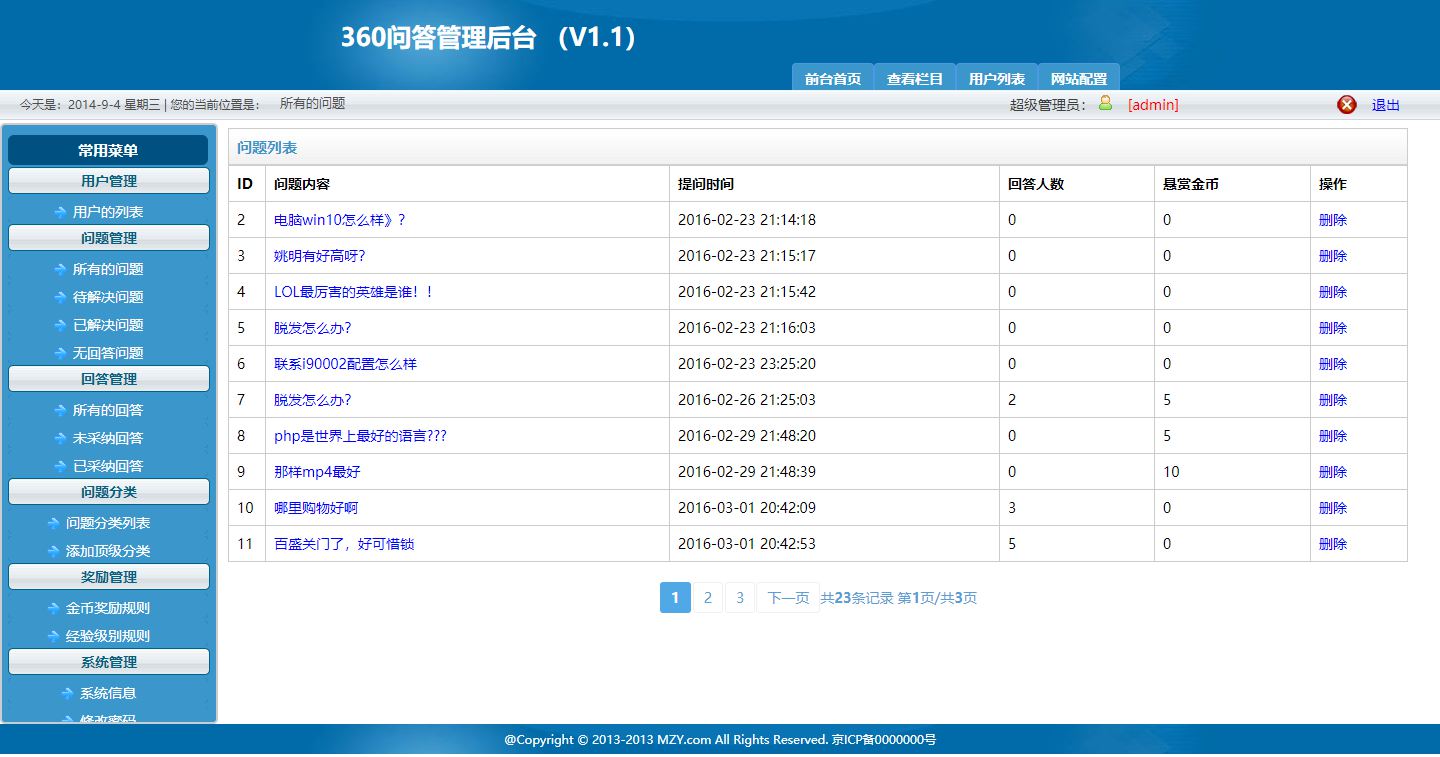 360问答管理后台 （V1.1）
前台首页 查看栏目 用户列表 网站配置
今天是：2014-9-4 星期三 | 您的当前位置是： 所有的问题 超级管理员： [admin] 退出
常用菜单
用户管理
用户的列表
问题管理
所有的问题
待解决问题
已解决问题
无回答问题
回答管理
所有的回答
未采纳回答
已采纳回答
问题分类
问题分类列表
添加顶级分类
奖励管理
金币奖励规则
经验级别规则
系统管理
系统信息
修改密码
问题列表
ID 问题内容 提问时间 回答人数 悬赏金币 操作
2 电脑win10怎么样》? 2016-02-23 21:14:18 0 0 删除
3 姚明有好高呀? 2016-02-23 21:15:17 0 0 删除
4 LOL最厉害的英雄是谁！！ 2016-02-23 21:15:42 0 0 删除
5 脱发怎么办? 2016-02-23 21:16:03 0 0 删除
6 联系i90002配置怎么样 2016-02-23 23:25:20 0 0 删除
7 脱发怎么办? 2016-02-26 21:25:03 2 5 删除
8 php是世界上最好的语言??? 2016-02-29 21:48:20 0 5 删除
9 那样mp4最好 2016-02-29 21:48:39 0 10 删除
10 哪里购物好啊 2016-03-01 20:42:09 3 0 删除
11 百盛关门了，好可惜锁 2016-03-01 20:42:53 5 0 删除
1 2 3 下一页 共23条记录 第1页/共3页
@Copyright © 2013-2013 MZY.com All Rights Reserved. 京ICP备0000000号